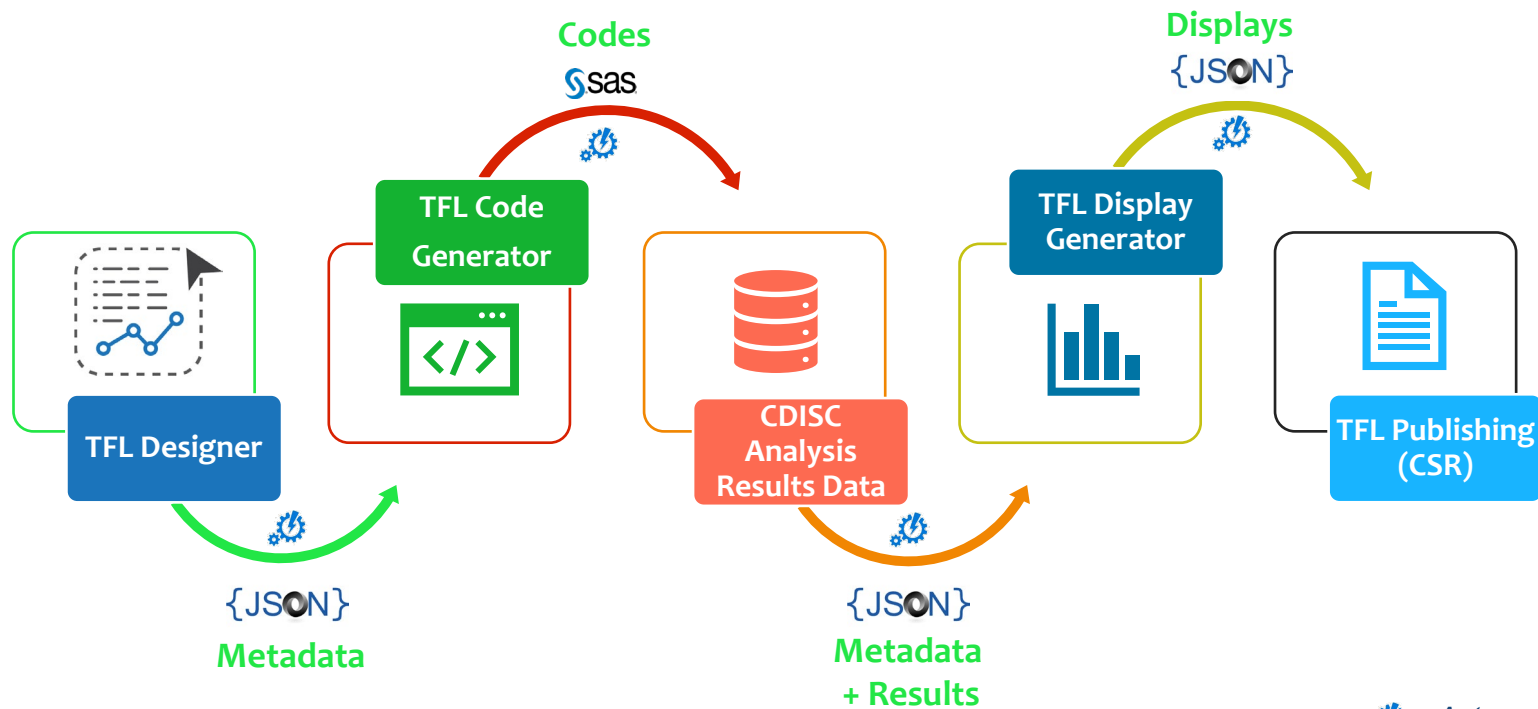 Codes
sas
Displays
{JSON}
TFL Code
Generator
TFL Display
Generator
</>
TFL Designer
CDISC
Analysis
Results Data
TFL Publishing
(CSR)
{JSON}
Metadata
{JSON}
Metadata
+ Results